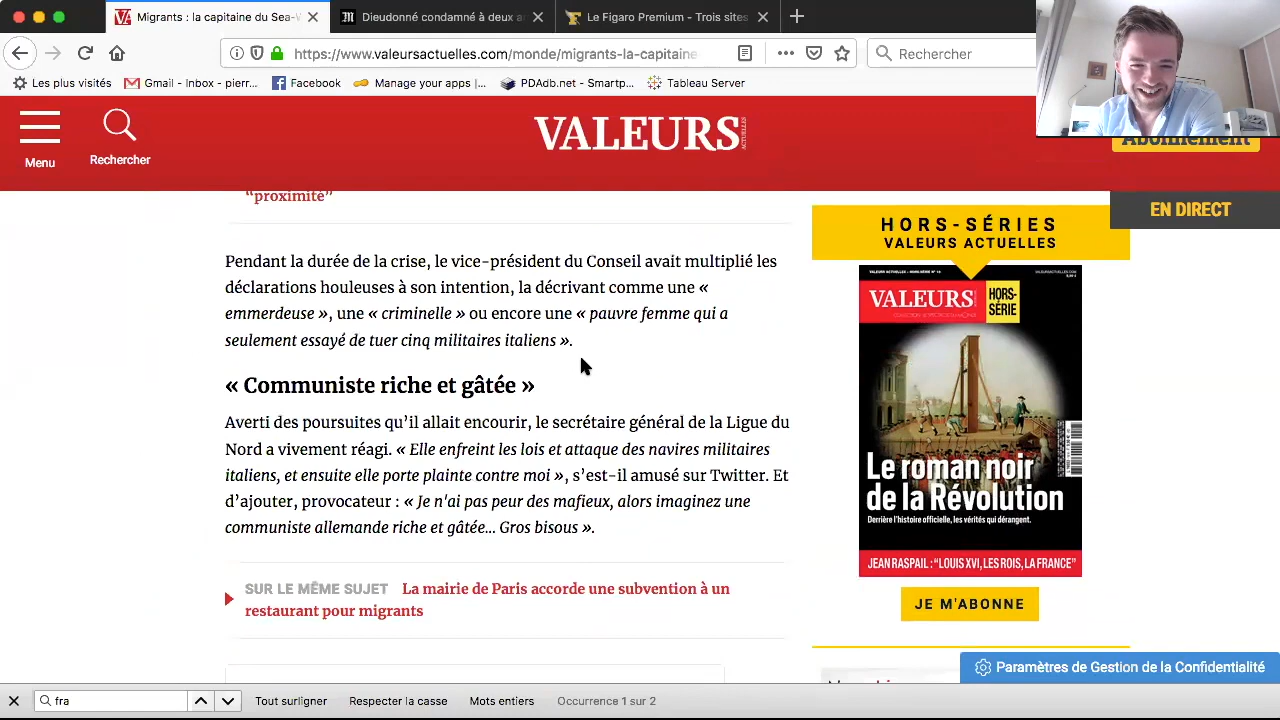 Migrants : la capitaine du Sea-W
Dieudonné condamné à deux a
Le Figaro Premium - Trois sites
https://www.valeursactuelles.com/monde/migrants-la-capitaine
Rechercher
Les plus visités
Gmail - Inbox - pierr...
Facebook
Manage your apps |...
PDAdb.net - Smartp...
Tableau Server
Menu
Rechercher
VALEURS
ACTUELLES
Abonnement
EN DIRECT
“proximité”
Pendant la durée de la crise, le vice-président du Conseil avait multiplié les
déclarations hostiles à son intention, la décrivant comme une «
emmerdeuse », une « criminelle » ou encore une « pauvre femme qui a
seulement essayé de tuer cinq militaires italiens ».
« Communiste riche et gâtée »
Averti des poursuites qu’il allait encourir, le secrétaire général de la Ligue du
Nord a vivement réagi. « Elle enfreint les lois et attaque des navires militaires
italiens, et ensuite elle porte plainte contre moi », s’est-il amusé sur Twitter. Et
d’ajouter, provocateur : « Je n'ai pas peur des mafieux, alors imaginez une
communiste allemande riche et gâtée... Gros bisous ».
SUR LE MÊME SUJET La mairie de Paris accorde une subvention à un
restaurant pour migrants
HORS-SÉRIES
VALEURS ACTUELLES
VALEURS
HORS-
SÉRIE
Le roman noir
de la Révolution
Derrière l'histoire officielle, les vérités qui dérangent.
JEAN RASPAIL : “LOUIS XVI, LES ROIS, LA FRANCE”
JE M'ABONNE
Paramètres de Gestion de la Confidentialité
fra
Tout surligner
Respecter la casse
Mots entiers
Occurrence 1 sur 2